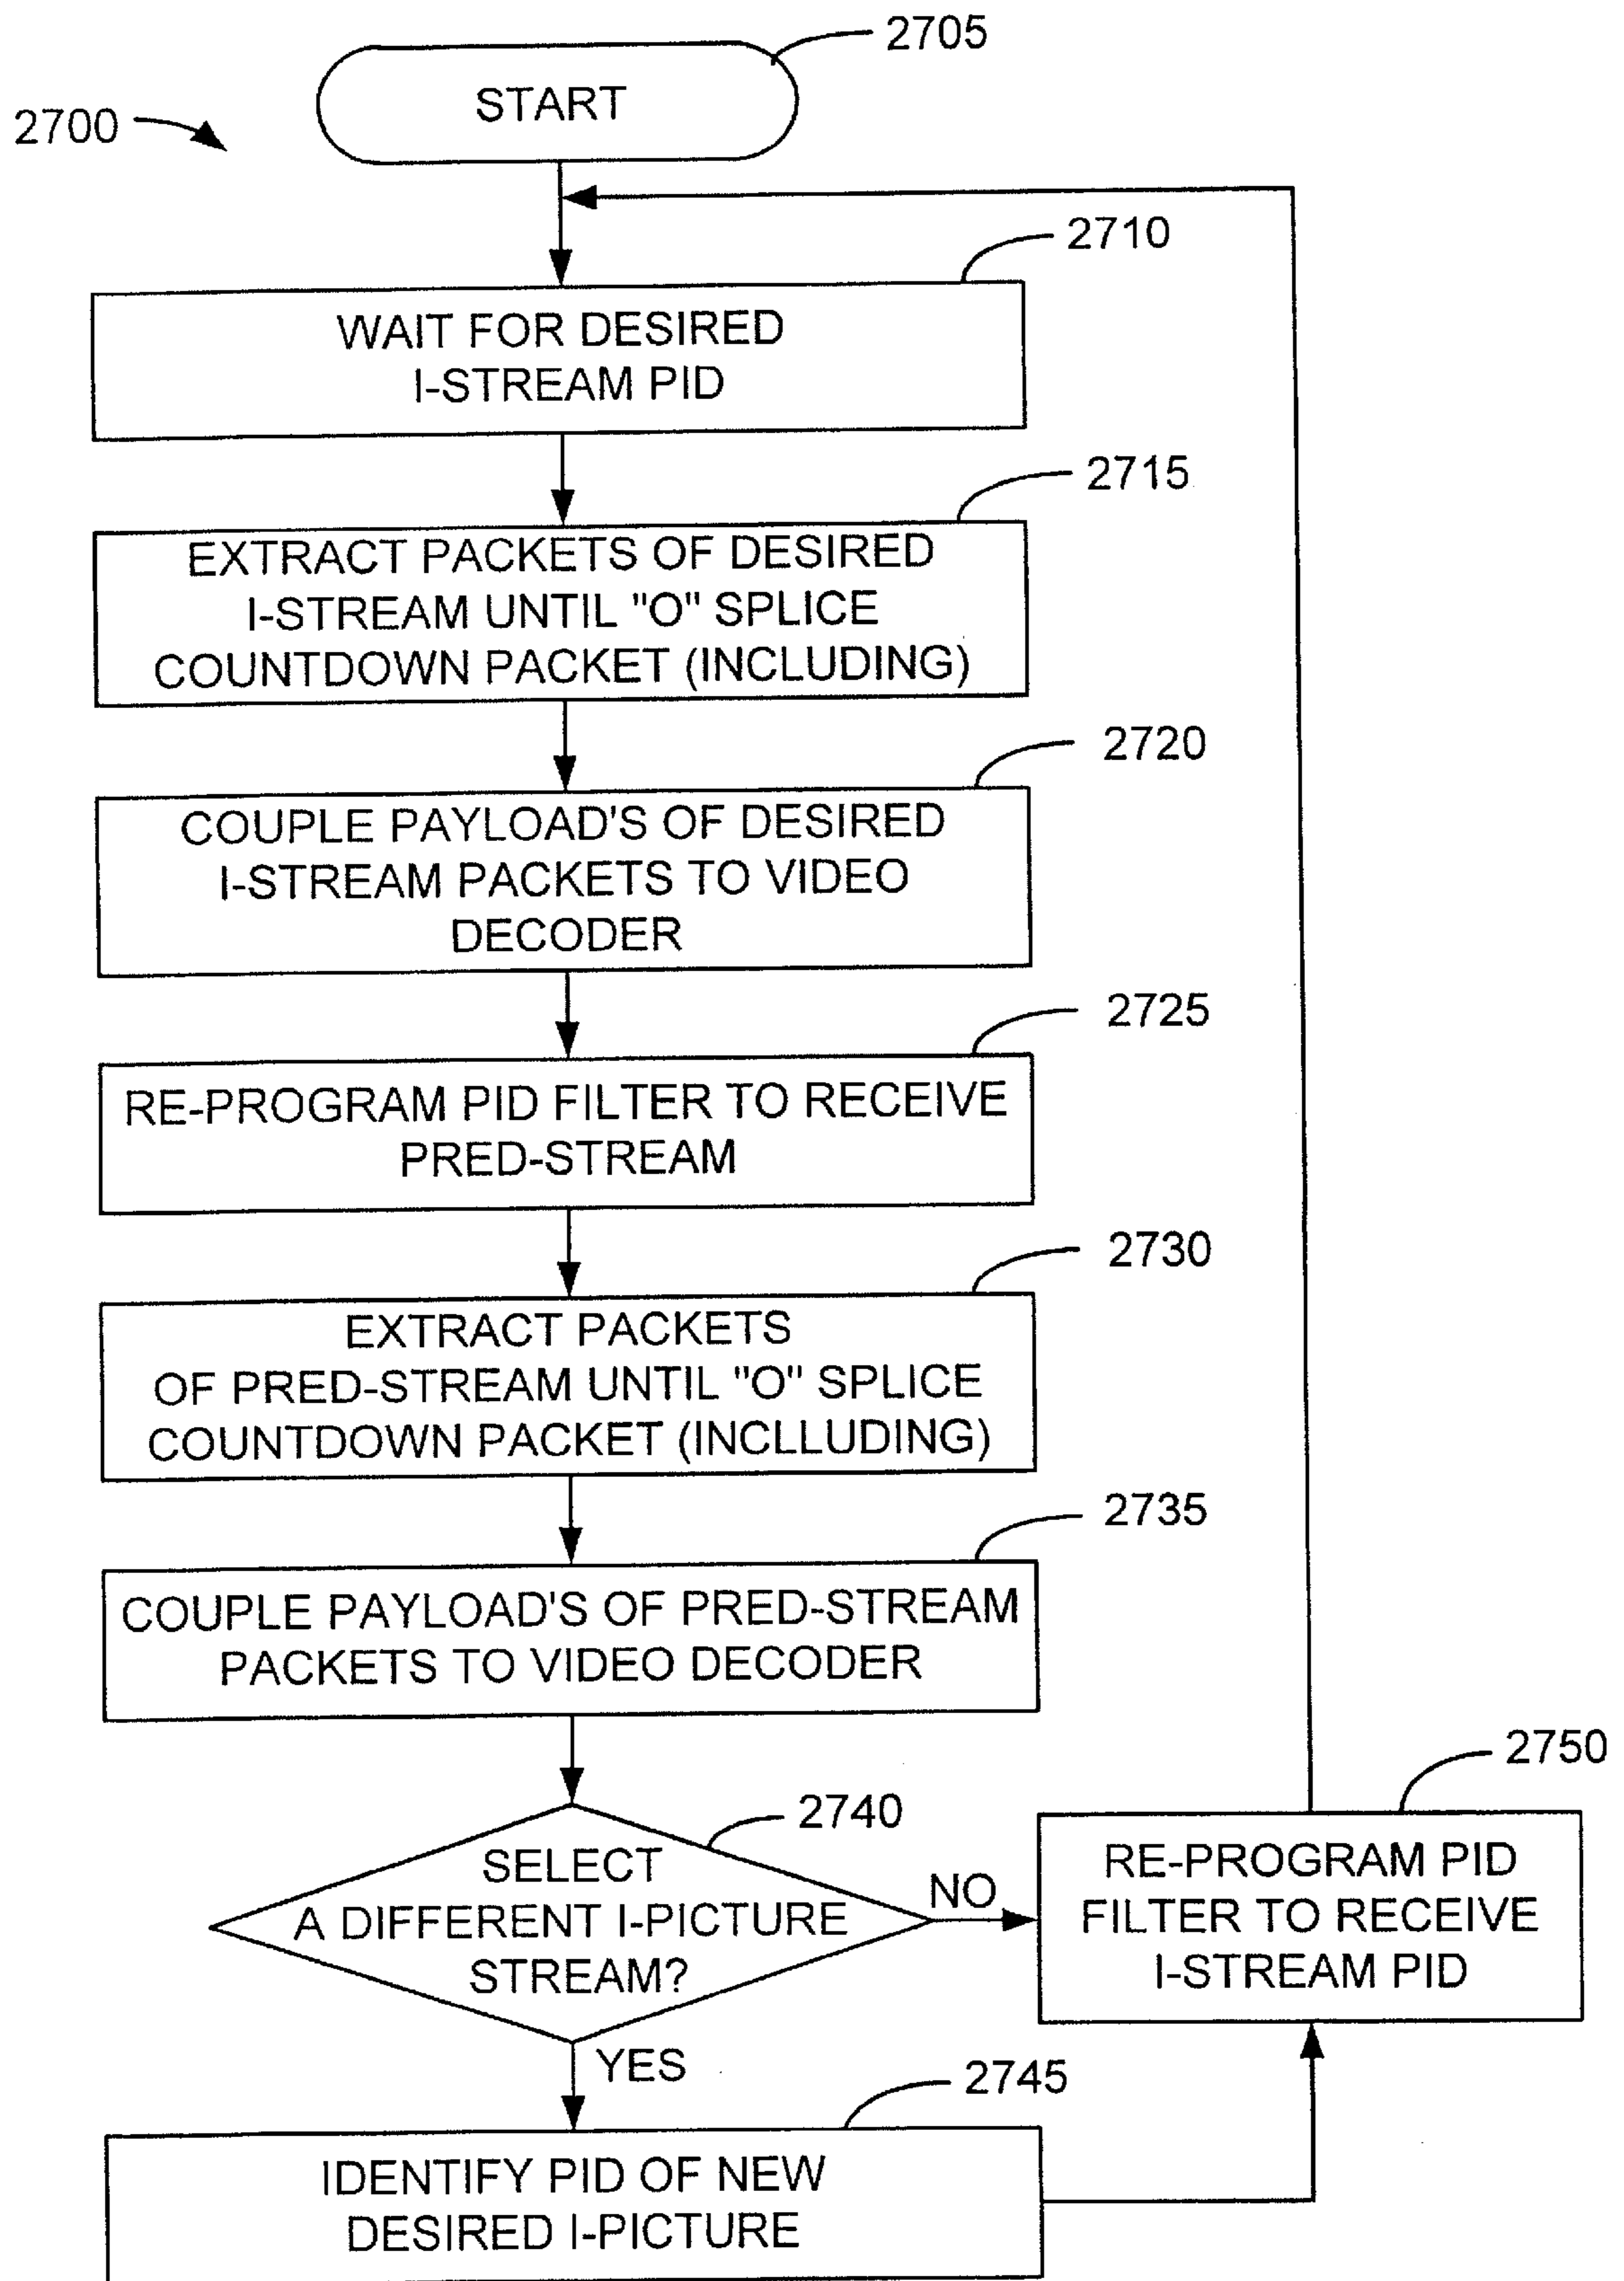 2705
START
2700
2710
WAIT FOR DESIRED
I-STREAM PID
2715
EXTRACT PACKETS OF DESIRED
I-STREAM UNTIL "O" SPLICE
COUNTDOWN PACKET (INCLUDING)
2720
COUPLE PAYLOAD'S OF DESIRED
I-STREAM PACKETS TO VIDEO
DECODER
2725
RE-PROGRAM PID FILTER TO RECEIVE
PRED-STREAM
2730
EXTRACT PACKETS
OF PRED-STREAM UNTIL "O" SPLICE
COUNTDOWN PACKET (INCLLUDING)
2735
COUPLE PAYLOAD'S OF PRED-STREAM
PACKETS TO VIDEO DECODER
2740
SELECT
A DIFFERENT I-PICTURE
STREAM?
NO
2750
RE-PROGRAM PID
FILTER TO RECEIVE
I-STREAM PID
YES
2745
IDENTIFY PID OF NEW
DESIRED I-PICTURE